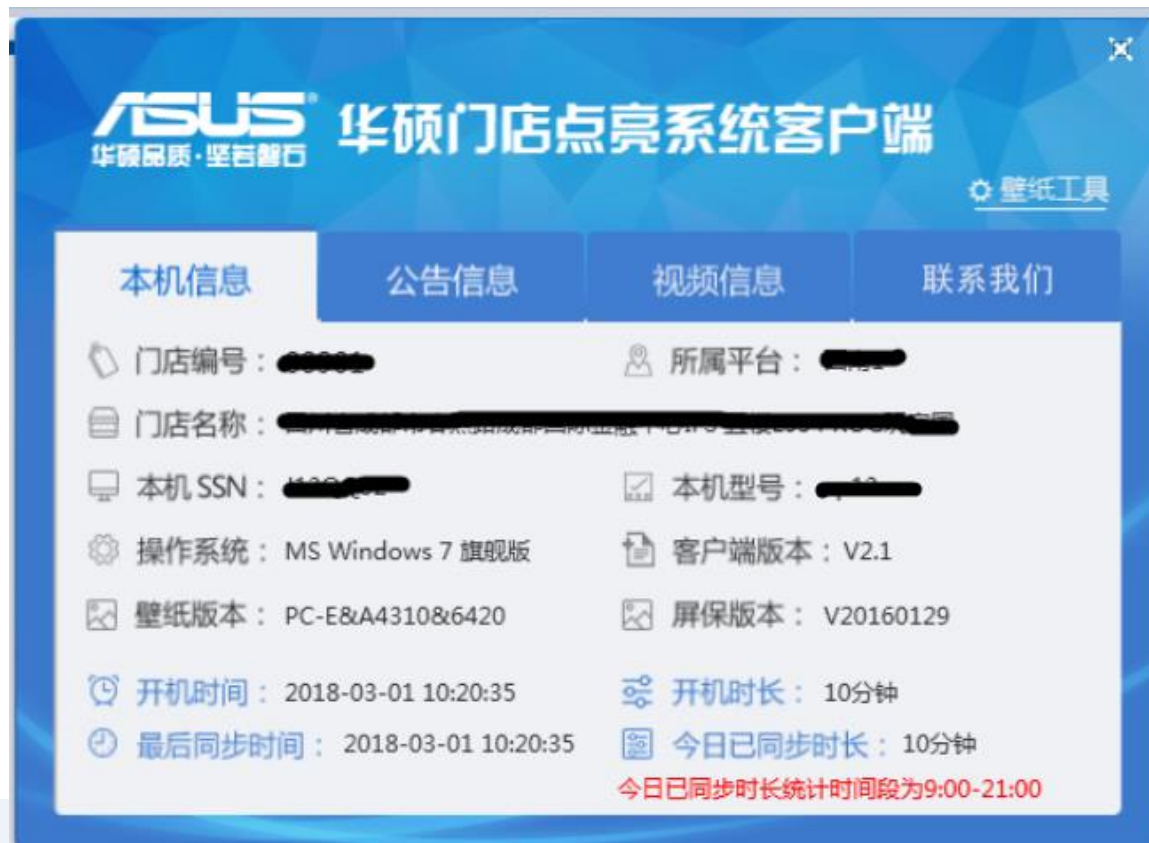 ASUS 华硕门店点亮系统客户端
华硕品质·坚若磐石
壁纸工具
本机信息 公告信息 视频信息 联系我们
门店编号： 所属平台：
门店名称：
本机 SSN： 本机型号：
操作系统： MS Windows 7 旗舰版 客户端版本： V2.1
壁纸版本： PC-E&A4310&6420 屏保版本： V20160129
开机时间： 2018-03-01 10:20:35 开机时长： 10分钟
最后同步时间： 2018-03-01 10:20:35 今日已同步时长： 10分钟
今日已同步时长统计时间段为9:00-21:00